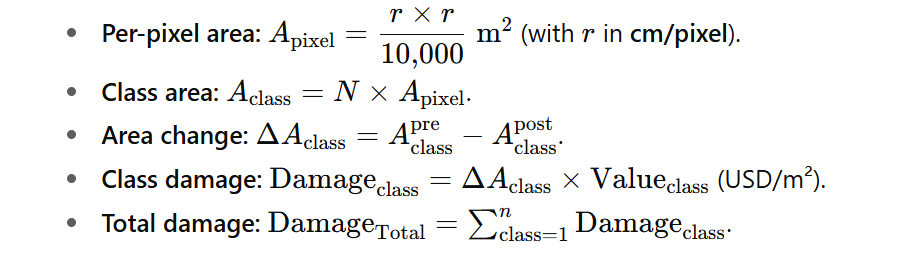 • Per-pixel area: A_pixel = (r × r)/10,000 m² (with r in cm/pixel).
• Class area: A_class = N × A_pixel.
• Area change: ΔA_class = A_class^pre − A_class^post.
• Class damage: Damage_class = ΔA_class × Value_class (USD/m²).
• Total damage: Damage_Total = ∑_{class=1}^{n} Damage_class.